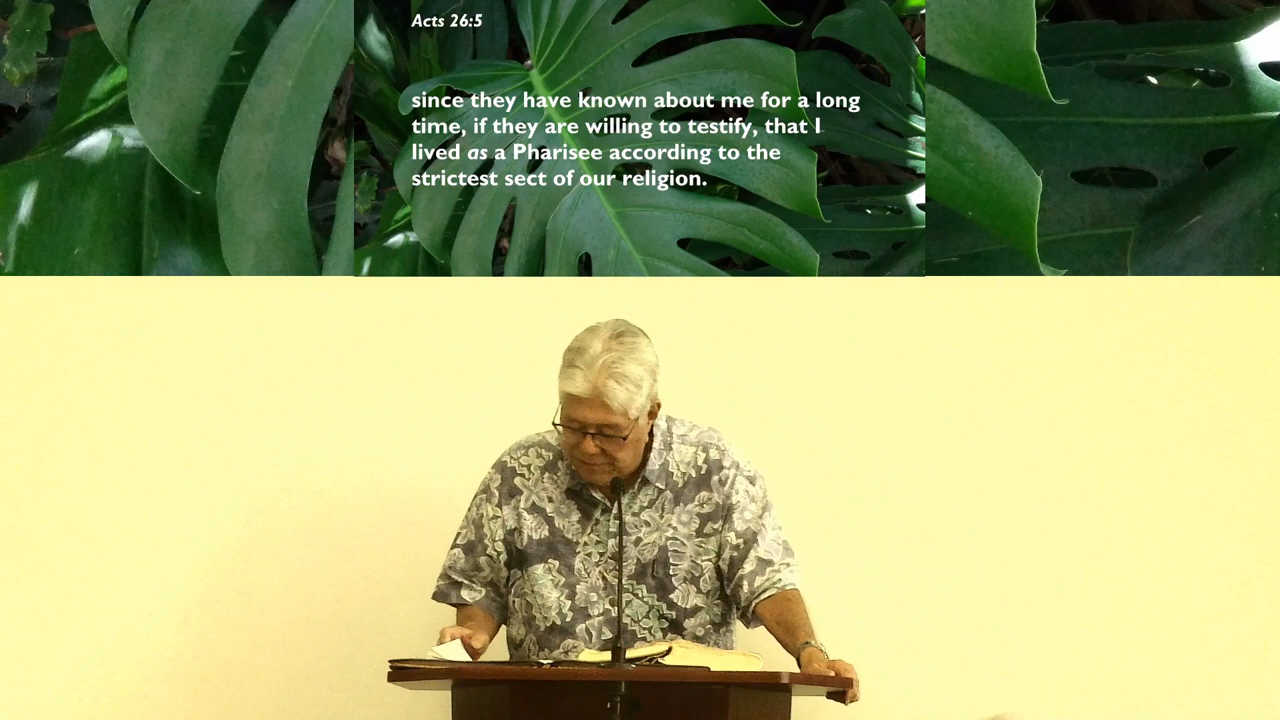 Acts 26:5
since they have known about me for a long
time, if they are willing to testify, that I
lived as a Pharisee according to the
strictest sect of our religion.